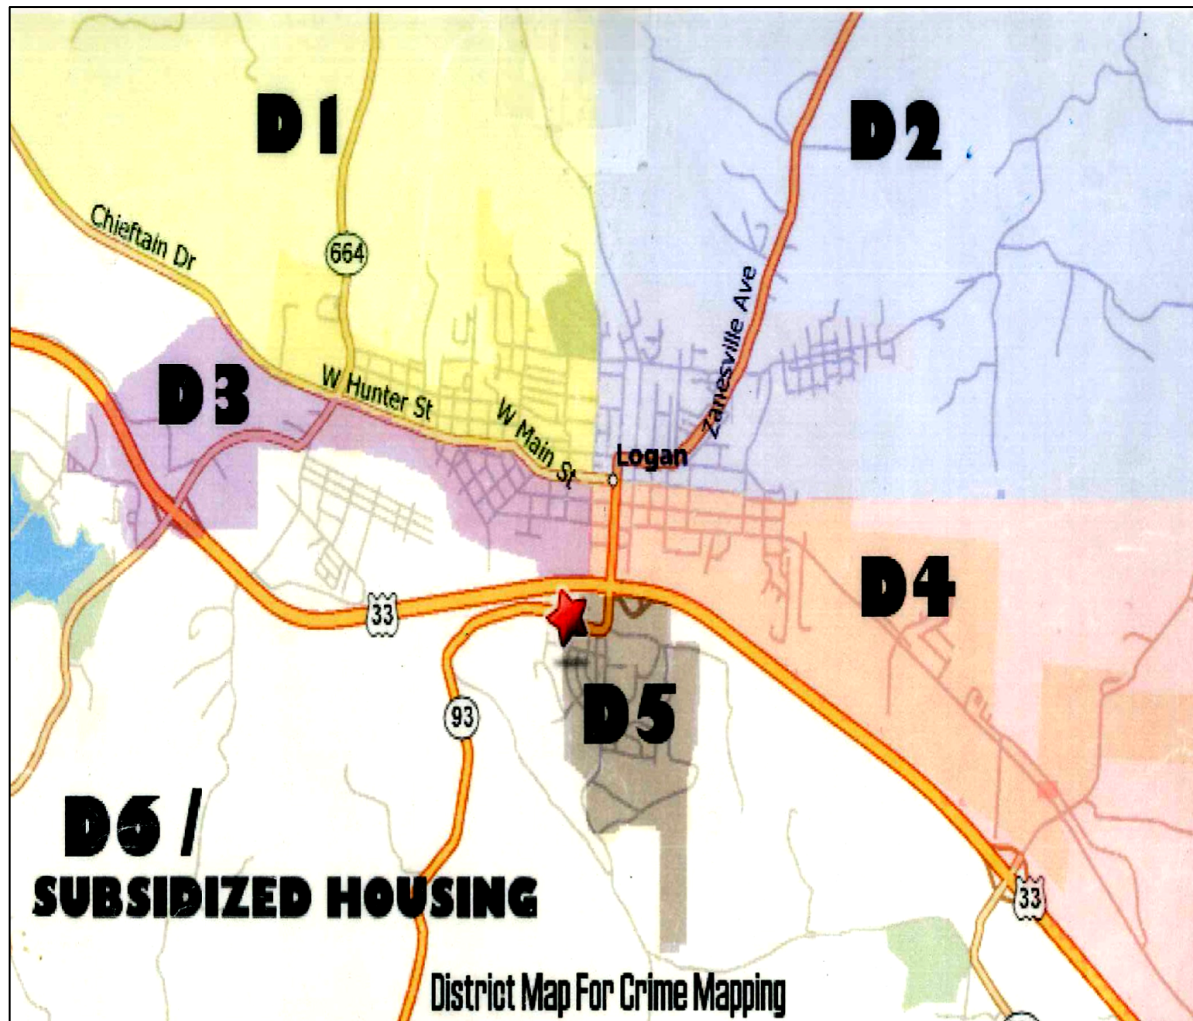 D1
D2
Chieftain Dr
664
Zanesville Ave
D3
W Hunter St
W Main St
Logan
D4
33
D5
93
D6 /
SUBSIDIZED HOUSING
33
District Map For Crime Mapping